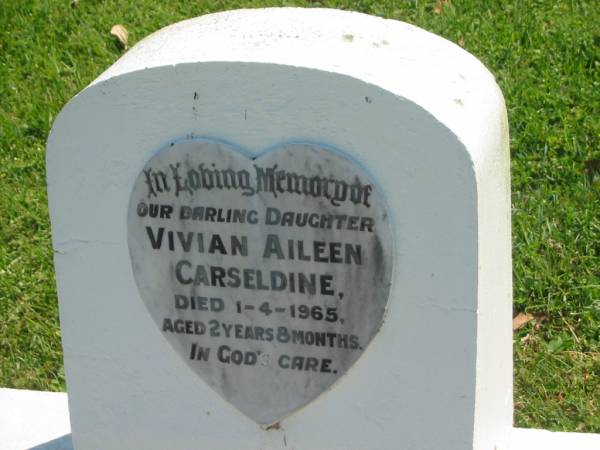 In Loving Memory of
OUR DARLING DAUGHTER
VIVIAN AILEEN
CARSELDINE,
DIED 1-4-1965,
AGED 2 YEARS 8 MONTHS.
IN GOD'S CARE.